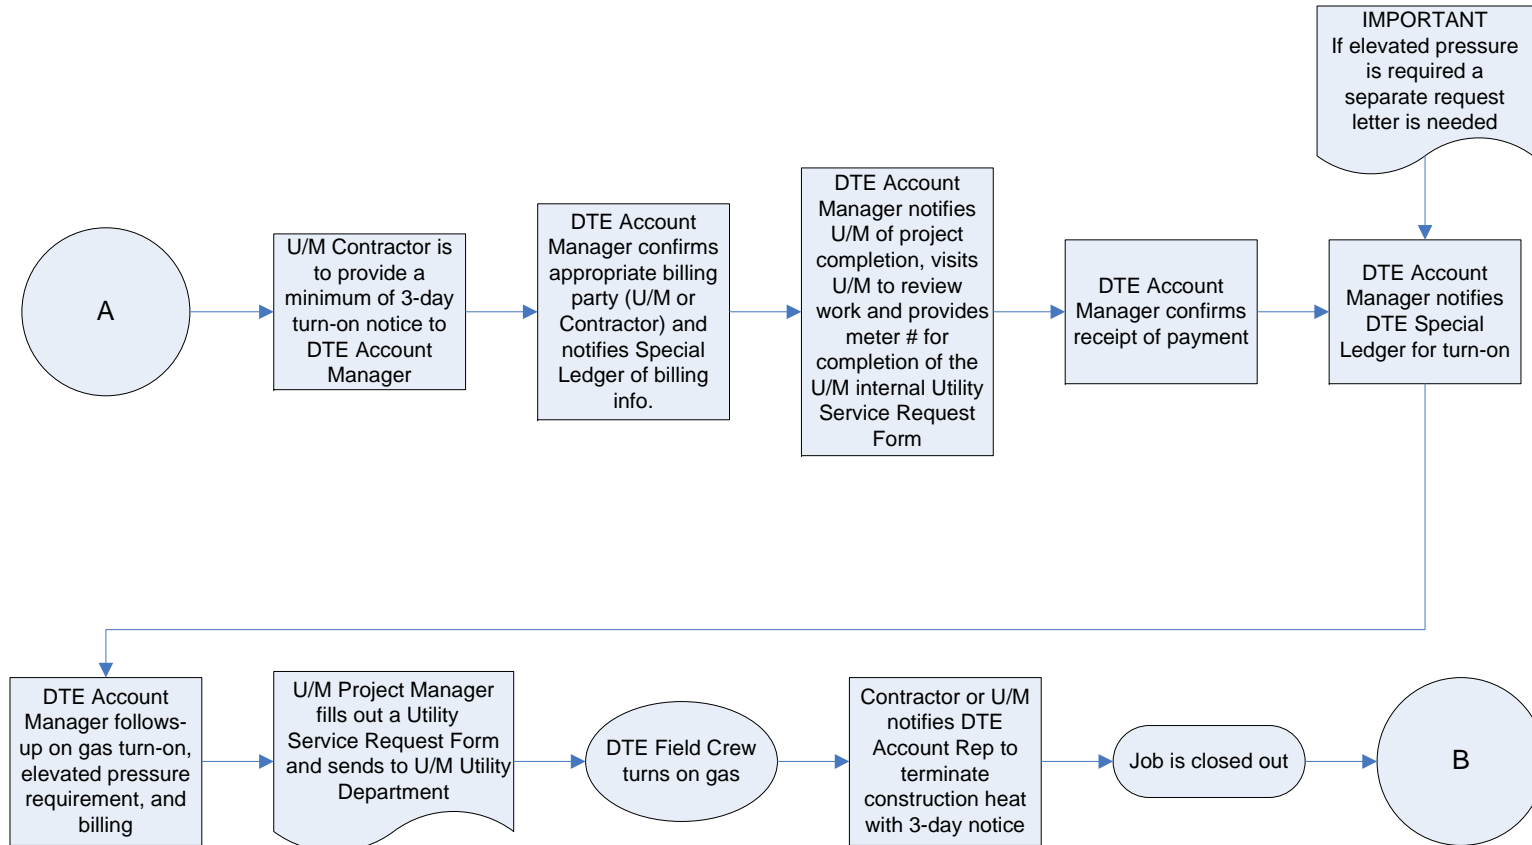 IMPORTANT
If elevated pressure
is required a
separate request
letter is needed
A
U/M Contractor is
to provide a
minimum of 3-day
turn-on notice to
DTE Account
Manager
DTE Account
Manager confirms
appropriate billing
party (U/M or
Contractor) and
notifies Special
Ledger of billing
info.
DTE Account
Manager notifies
U/M of project
completion, visits
U/M to review
work and provides
meter # for
completion of the
U/M internal Utility
Service Request
Form
DTE Account
Manager confirms
receipt of payment
DTE Account
Manager notifies
DTE Special
Ledger for turn-on
DTE Account
Manager follows-
up on gas turn-on,
elevated pressure
requirement, and
billing
U/M Project Manager
fills out a Utility
Service Request Form
and sends to U/M Utility
Department
DTE Field Crew
turns on gas
Contractor or U/M
notifies DTE
Account Rep to
terminate
construction heat
with 3-day notice
Job is closed out
B